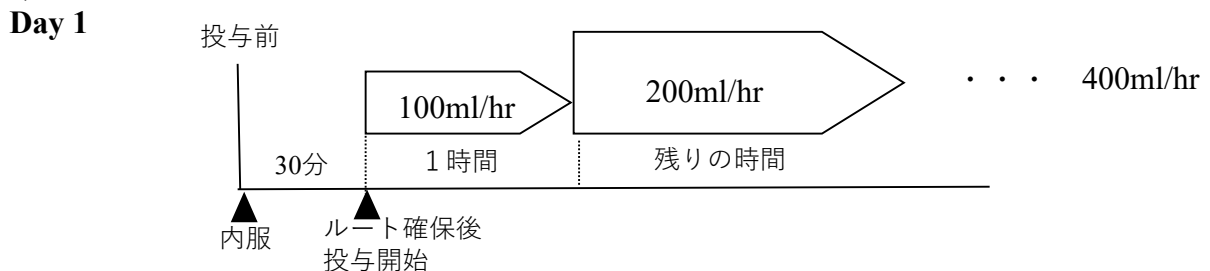 Day 1
投与前
100ml/hr
200ml/hr
・・・ 400ml/hr
30分
１時間
残りの時間
内服
ルート確保後
投与開始